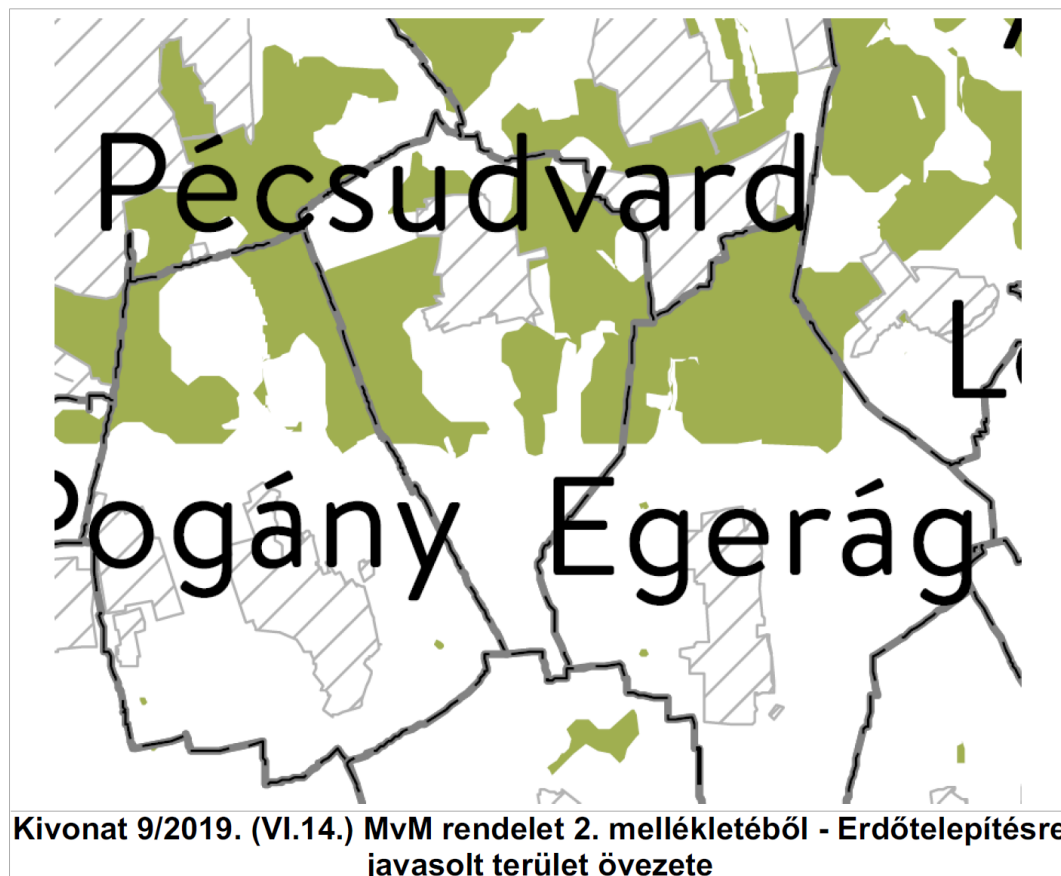 Pécsudvard
Pogány
Egerág
Kivonat 9/2019. (VI.14.) MvM rendelet 2. mellékletéből - Erdőtelepítésre
javasolt terület övezete